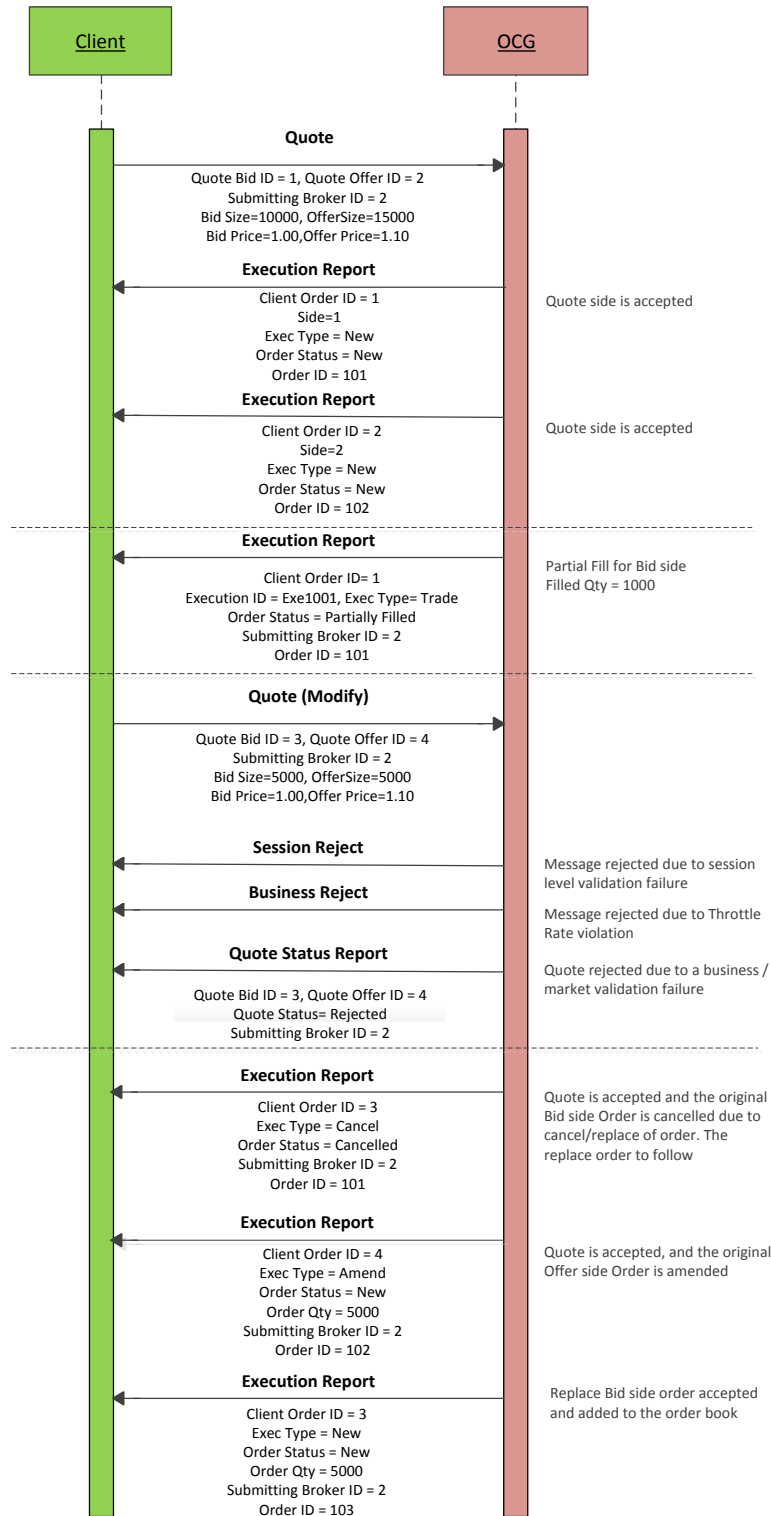 Client
OCG
Quote
Quote Bid ID = 1, Quote Offer ID = 2
Submitting Broker ID = 2
Bid Size=10000, OfferSize=15000
Bid Price=1.00,Offer Price=1.10
Execution Report
Client Order ID = 1
Side=1
Exec Type = New
Order Status = New
Order ID = 101
Quote side is accepted
Execution Report
Client Order ID = 2
Side=2
Exec Type = New
Order Status = New
Order ID = 102
Quote side is accepted
Execution Report
Client Order ID= 1
Execution ID = Exe1001, Exec Type= Trade
Order Status = Partially Filled
Submitting Broker ID = 2
Order ID = 101
Partial Fill for Bid side
Filled Qty = 1000
Quote (Modify)
Quote Bid ID = 3, Quote Offer ID = 4
Submitting Broker ID = 2
Bid Size=5000, OfferSize=5000
Bid Price=1.00,Offer Price=1.10
Session Reject
Message rejected due to session
level validation failure
Business Reject
Message rejected due to Throttle
Rate violation
Quote Status Report
Quote Bid ID = 3, Quote Offer ID = 4
Quote Status= Rejected
Submitting Broker ID = 2
Quote rejected due to a business /
market validation failure
Execution Report
Client Order ID = 3
Exec Type = Cancel
Order Status = Cancelled
Submitting Broker ID = 2
Order ID = 101
Quote is accepted and the original
Bid side Order is cancelled due to
cancel/replace of order. The
replace order to follow
Execution Report
Client Order ID = 4
Exec Type = Amend
Order Status = New
Order Qty = 5000
Submitting Broker ID = 2
Order ID = 102
Quote is accepted, and the original
Offer side Order is amended
Execution Report
Client Order ID = 3
Exec Type = New
Order Status = New
Order Qty = 5000
Submitting Broker ID = 2
Order ID = 103
Replace Bid side order accepted
and added to the order book